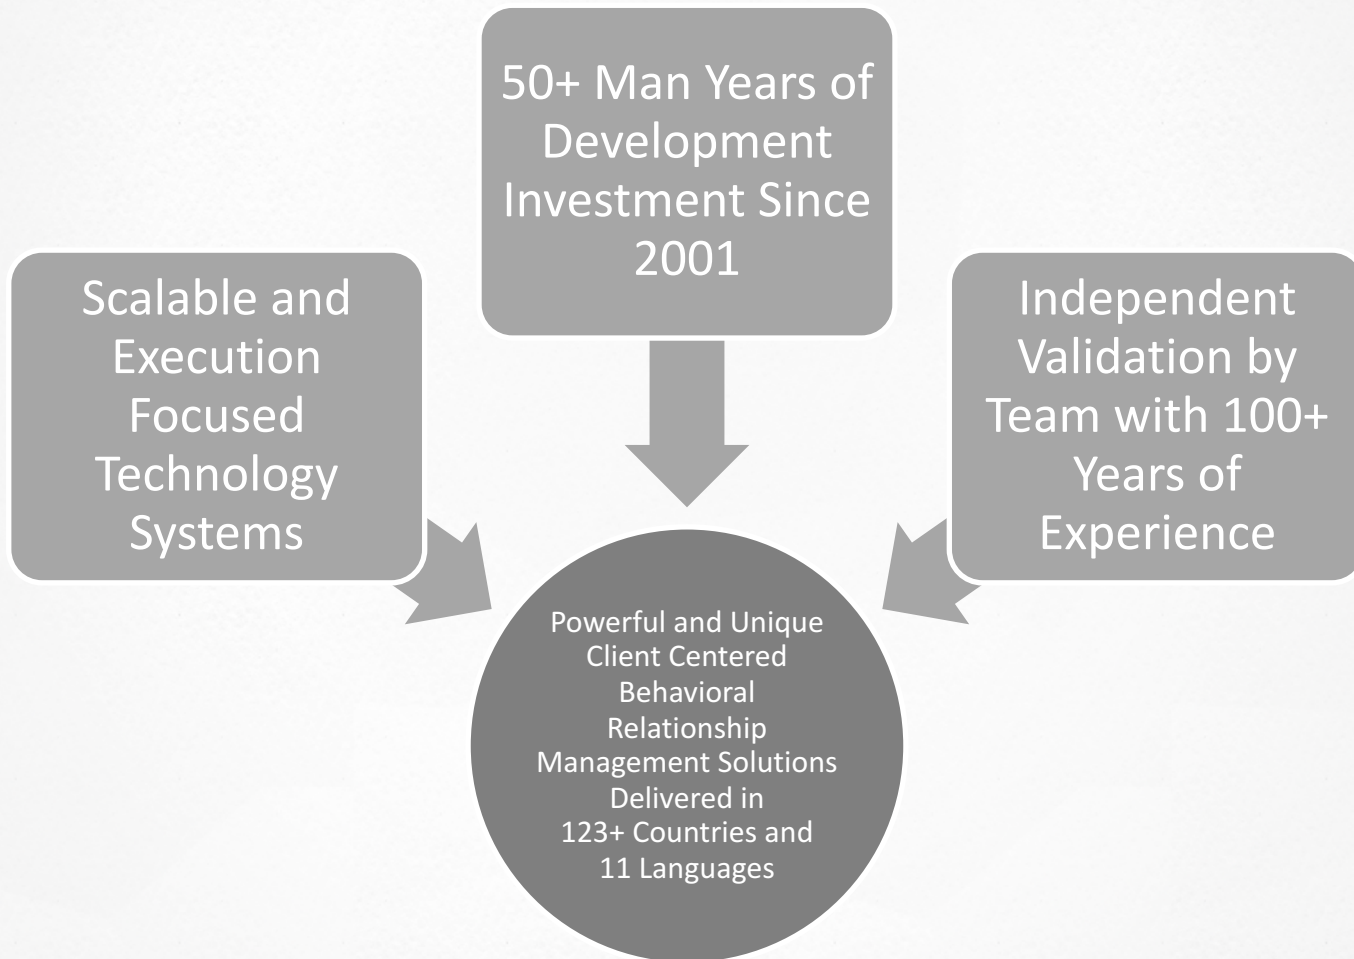 50+ Man Years of
Development
Investment Since
2001
Scalable and
Execution
Focused
Technology
Systems
Independent
Validation by
Team with 100+
Years of
Experience
Powerful and Unique
Client Centered
Behavioral
Relationship
Management Solutions
Delivered in
123+ Countries and
11 Languages